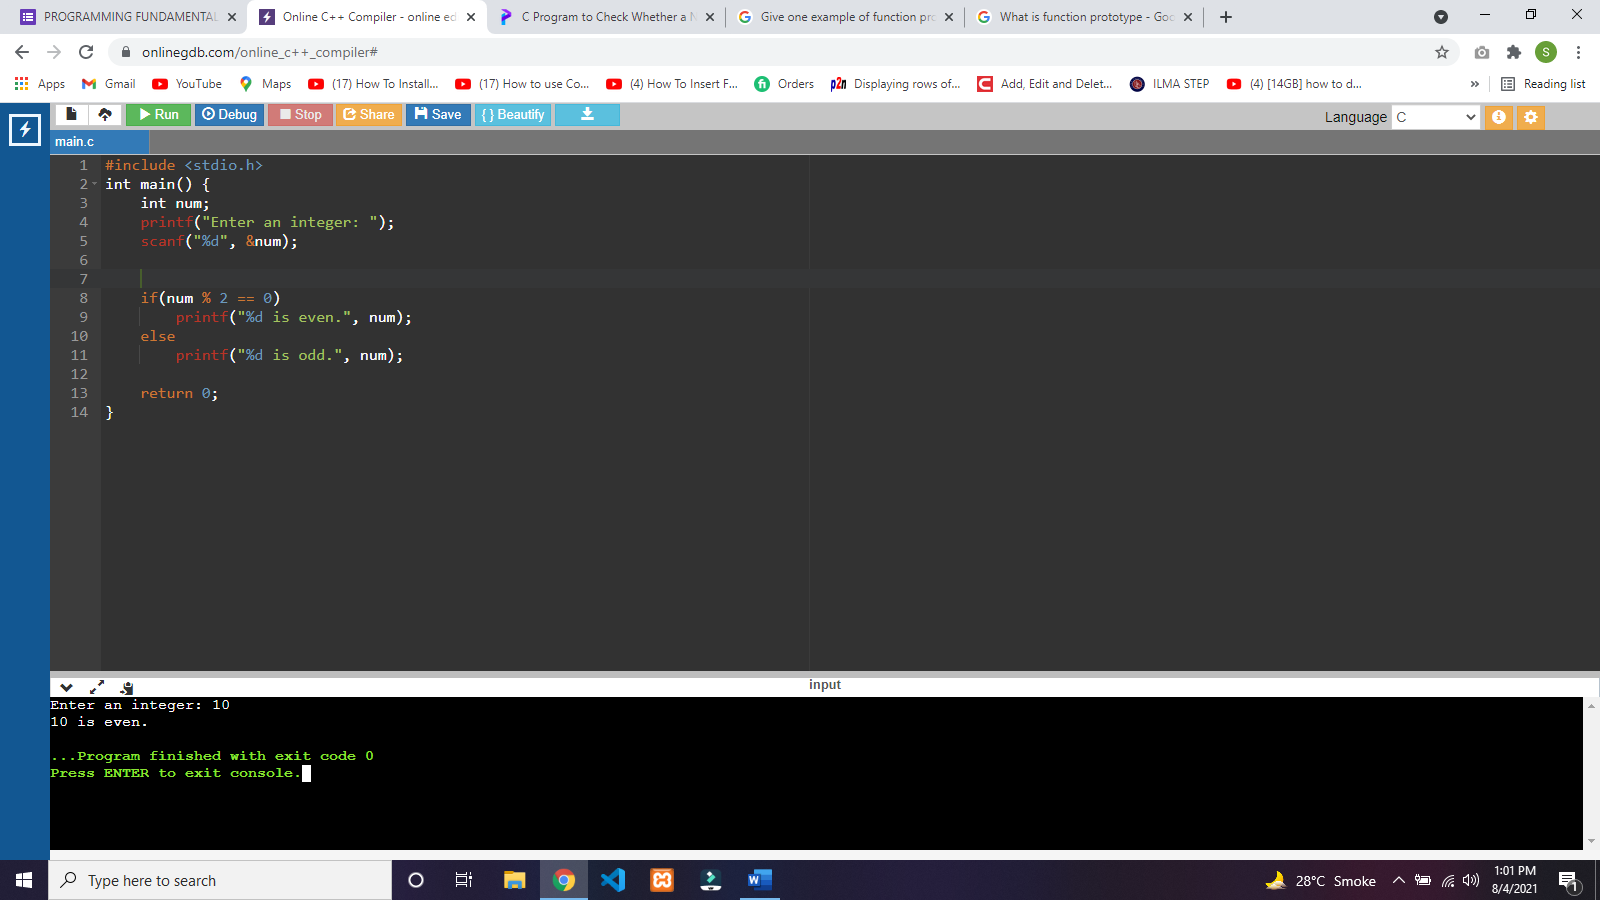 PROGRAMMING FUNDAMENTAL
Online C++ Compiler - online ed
C Program to Check Whether a N
Give one example of function pro
What is function prototype - Goo
onlinegdb.com/online_c++_compiler#
S
Apps
Gmail
YouTube
Maps
(17) How To Install...
(17) How to use Co...
(4) How To Insert F...
Orders
p2n
Displaying rows of...
Add, Edit and Delet...
ILMA STEP
(4) [14GB] how to d...
»
Reading list
Run
Debug
Stop
Share
Save
{ } Beautify
Language C
main.c
1 #include <stdio.h>
2 int main() {
3 int num;
4 printf("Enter an integer: ");
5 scanf("%d", &num);
6
7
8 if(num % 2 == 0)
9 printf("%d is even.", num);
10 else
11 printf("%d is odd.", num);
12
13 return 0;
14 }
input
Enter an integer: 10
10 is even.
...Program finished with exit code 0
Press ENTER to exit console.
Type here to search
28°C Smoke
1:01 PM
8/4/2021
1